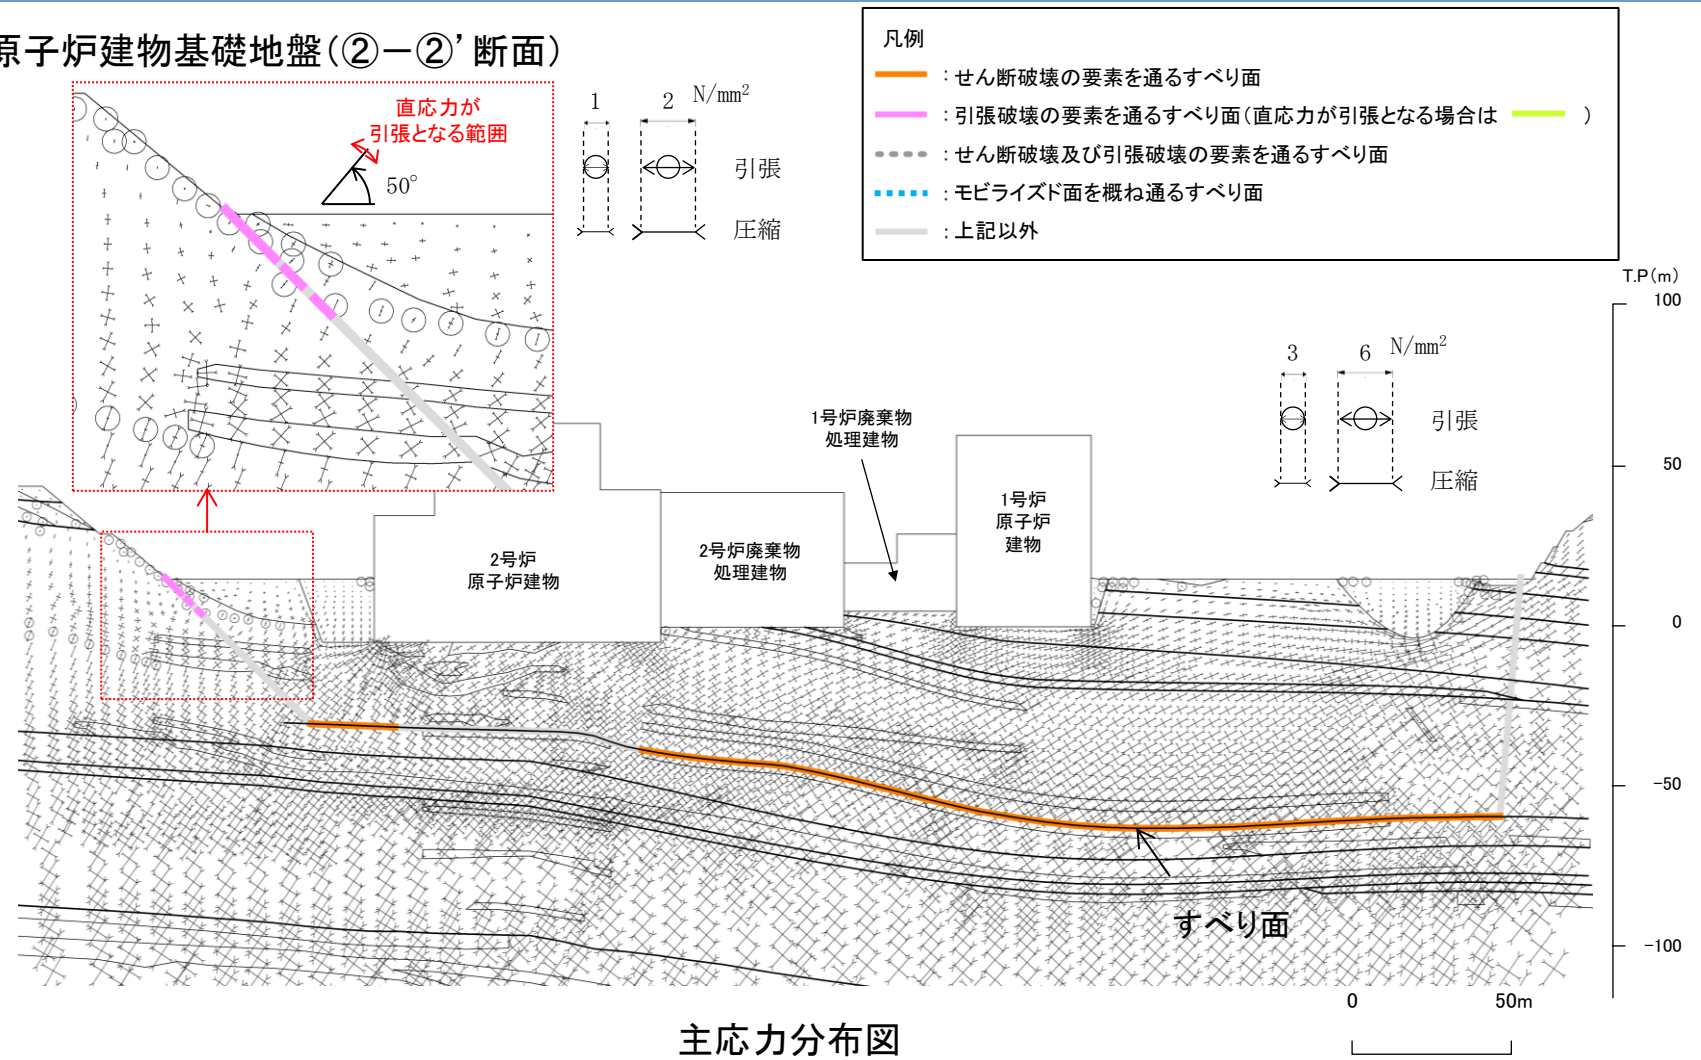 原子炉建物基礎地盤(②－②’断面)
凡例
：せん断破壊の要素を通るすべり面
：引張破壊の要素を通るすべり面(直応力が引張となる場合は　　)
：せん断破壊及び引張破壊の要素を通るすべり面
：モビライズド面を概ね通るすべり面
：上記以外
直応力が
引張となる範囲
50°
1 2 N/mm²
引張
圧縮
T.P(m)
100
50
0
-50
-100
3 6 N/mm²
引張
圧縮
1号炉廃棄物
処理建物
1号炉
原子炉
建物
2号炉
原子炉建物
2号炉廃棄物
処理建物
すべり面
0 50m
主応力分布図